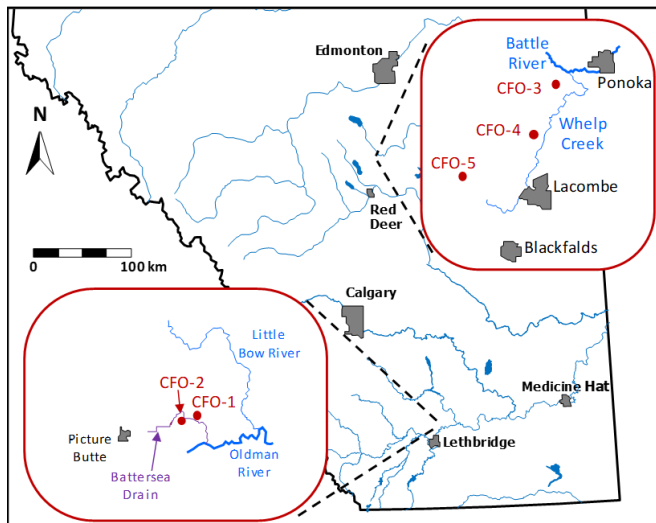 Edmonton
N
Red
Deer
0
100 km
Calgary
Medicine Hat
Lethbridge
Battle
River
Ponoka
CFO-3
CFO-4
Whelp
Creek
CFO-5
Lacombe
Blackfalds
Little
Bow River
CFO-2
CFO-1
Picture
Butte
Oldman
River
Battersea
Drain